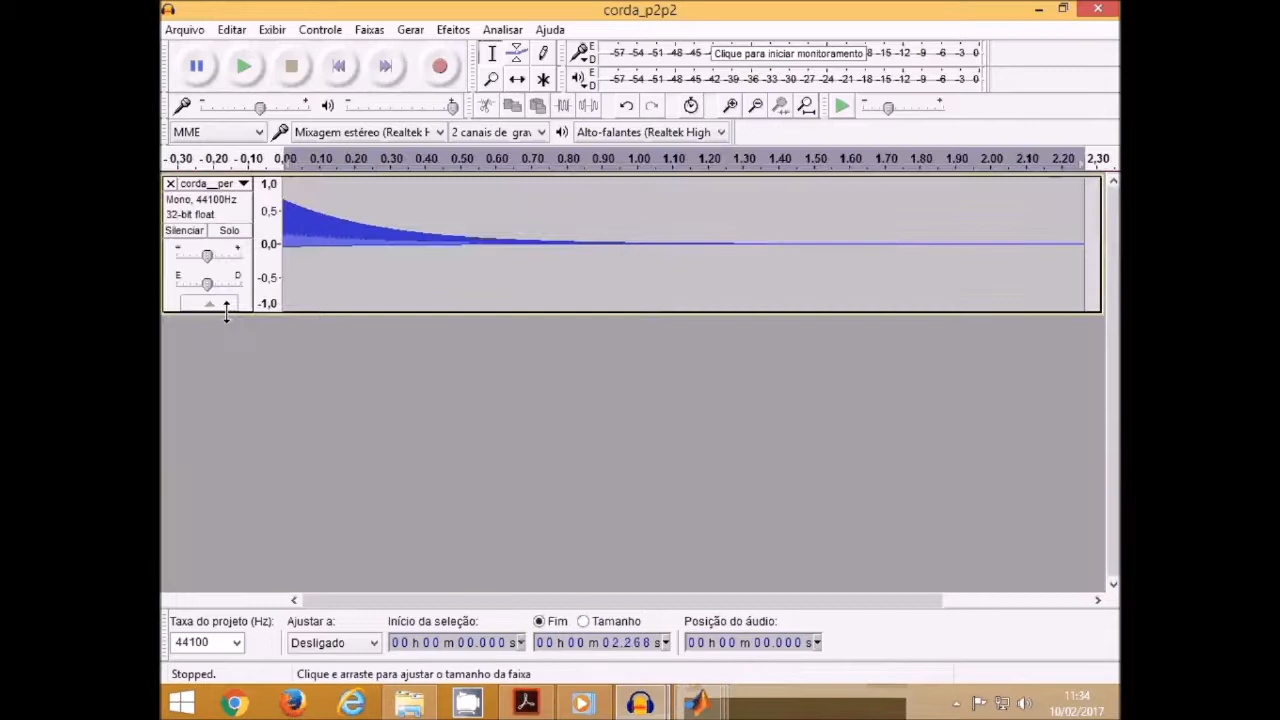 corda_p2p2
Arquivo Editar Exibir Controle Faixas Gerar Efeitos Analisar Ajuda
E D -57 -54 -51 -48 -45 Clique para iniciar monitoramento 8 -15 -12 -9 -6 -3 0
E D -57 -54 -51 -48 -45 -42 -39 -36 -33 -30 -27 -24 -21 -18 -15 -12 -9 -6 -3 0
- + - + - +
MME Mixagem estéreo (Realtek H 2 canais de grav Alto-falantes (Realtek High
- 0,30 -0,20 -0,10 0,00 0.10 0.20 0.30 0.40 0.50 0.60 0.70 0.80 0.90 1.00 1.10 1.20 1.30 1.40 1.50 1.60 1.70 1.80 1.90 2.00 2.10 2.20 2,30
corda__per 1,0
Mono, 44100Hz
32-bit float 0,5
Silenciar Solo
- + 0,0
E D -0,5
-1,0
Taxa do projeto (Hz): Ajustar a: Início da seleção: Fim Tamanho Posição do áudio:
44100 Desligado 00 h 00 m 00.000 s 00 h 00 m 02.268 s 00 h 00 m 00.000 s
Stopped. Clique e arraste para ajustar o tamanho da faixa
11:34
10/02/2017